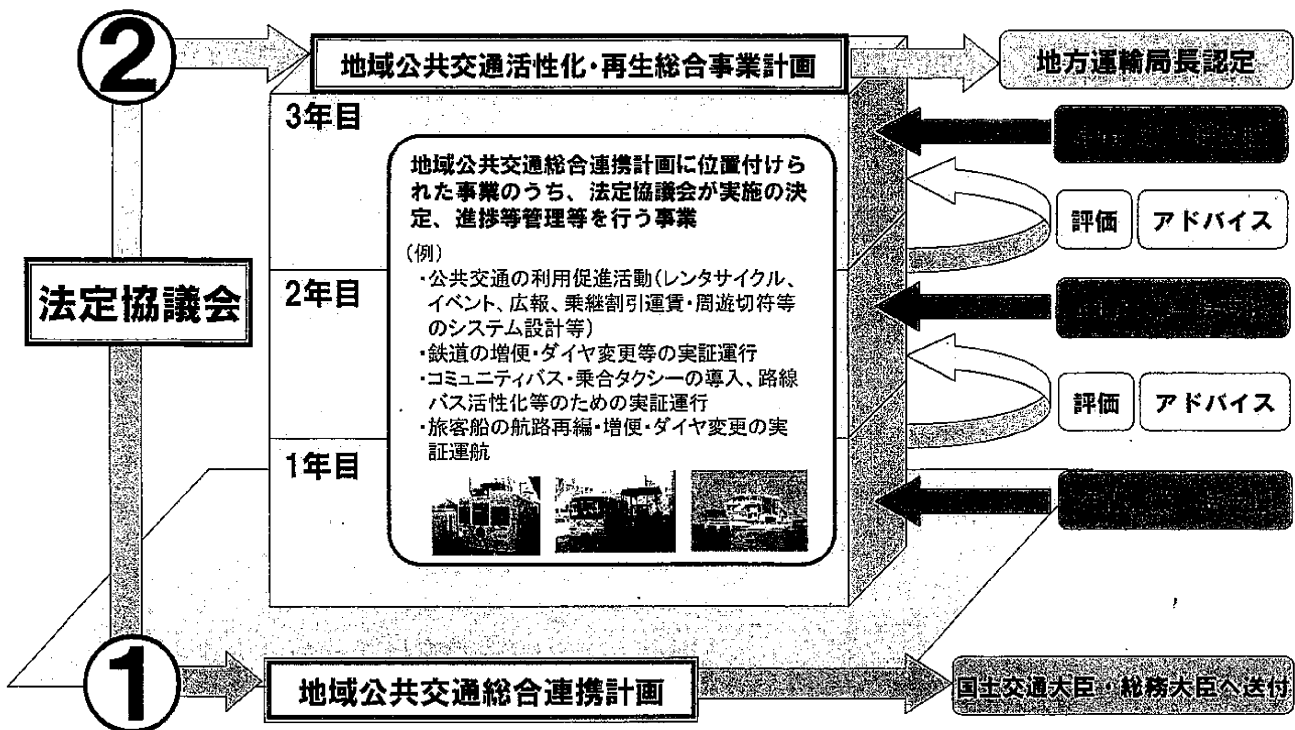 ②
地域公共交通活性化・再生総合事業計画
地方運輸局長認定
3年目
地域公共交通総合連携計画に位置付けら
れた事業のうち、法定協議会が実施の決
定、進捗等管理等を行う事業
(例)
・公共交通の利用促進活動(レンタサイクル、
イベント、広報、乗継割引運賃・周遊切符等
のシステム設計等)
・鉄道の増便・ダイヤ変更等の実証運行
・コミュニティバス・乗合タクシーの導入、路線
バス活性化等のための実証運行
・旅客船の航路再編・増便・ダイヤ変更の実
証運航
評価
アドバイス
法定協議会
2年目
評価
アドバイス
1年目
①
地域公共交通総合連携計画
国土交通大臣・総務大臣へ送付